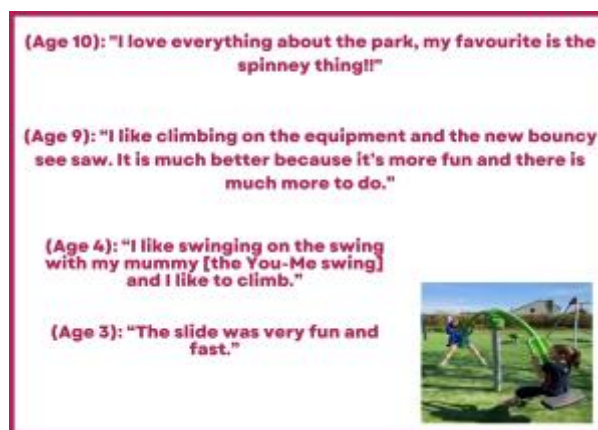 (Age 10): "I love everything about the park, my favourite is the
spinney thing!!"
(Age 9): “I like climbing on the equipment and the new bouncy
see saw. It is much better because it's more fun and there is
much more to do."
(Age 4): “I like swinging on the swing
with my mummy [the You-Me swing]
and I like to climb.”
(Age 3): “The slide was very fun and
fast.”